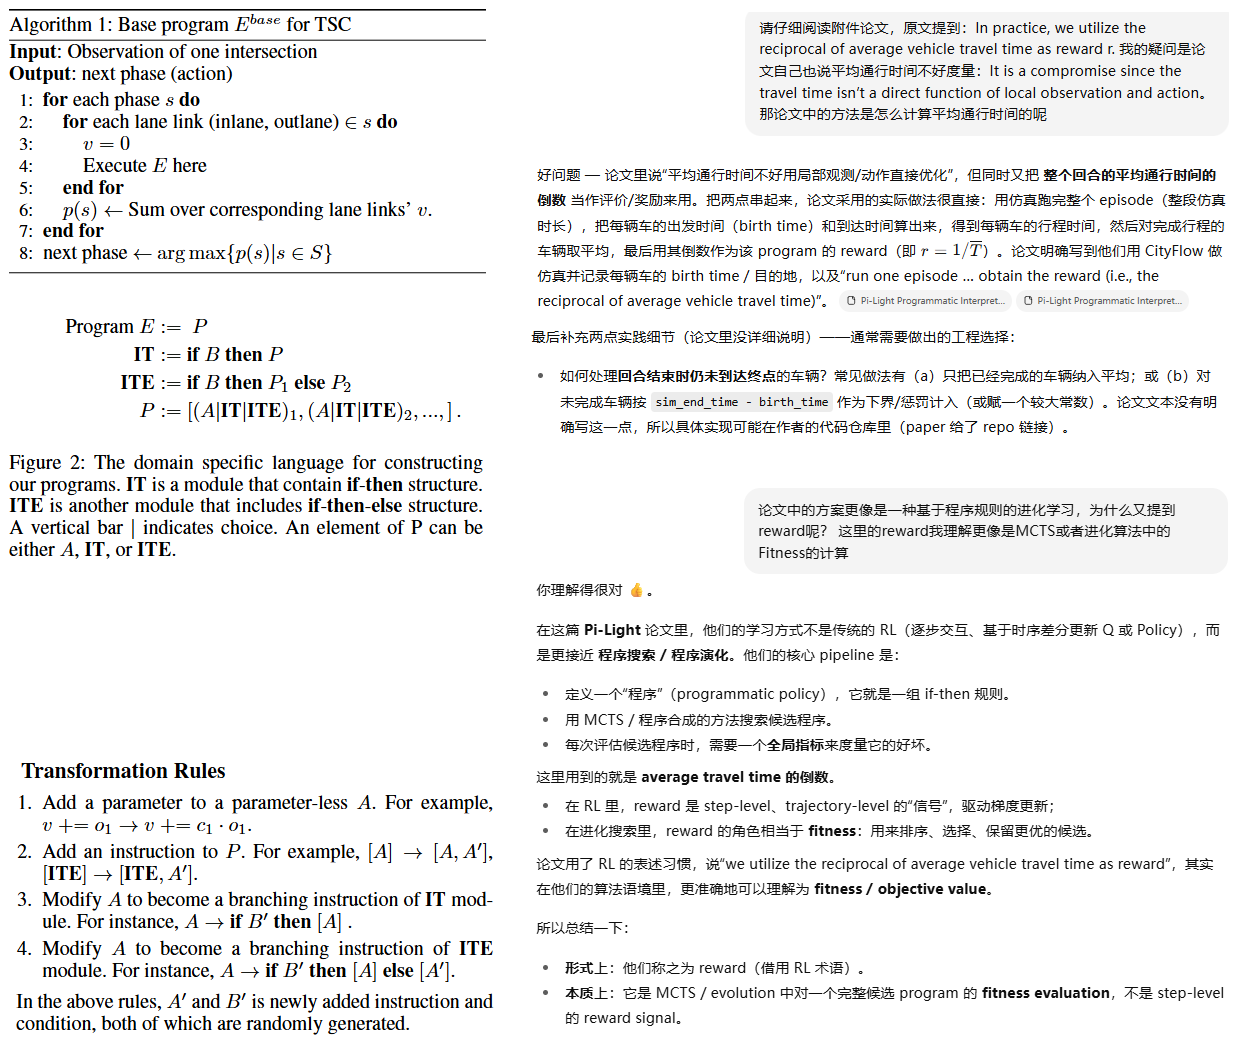 Algorithm 1: Base program E^base for TSC
Input: Observation of one intersection
Output: next phase (action)
1: for each phase s do
2: for each lane link (inlane, outlane) ∈ s do
3: v = 0
4: Execute E here
5: end for
6: p(s) ← Sum over corresponding lane links' v.
7: end for
8: next phase ← arg max{p(s)|s ∈ S}
Program E := P
IT := if B then P
ITE := if B then P₁ else P₂
P := [(A|IT|ITE)₁, (A|IT|ITE)₂, ..., ] .
Figure 2: The domain specific language for constructing
our programs. IT is a module that contain if-then structure.
ITE is another module that includes if-then-else structure.
A vertical bar | indicates choice. An element of P can be
either A, IT, or ITE.
Transformation Rules
1. Add a parameter to a parameter-less A. For example,
v += o₁ → v += c₁ · o₁.
2. Add an instruction to P. For example, [A] → [A, A′],
[ITE] → [ITE, A′].
3. Modify A to become a branching instruction of IT mod-
ule. For instance, A → if B′ then [A] .
4. Modify A to become a branching instruction of ITE
module. For instance, A → if B′ then [A] else [A′].
In the above rules, A′ and B′ is newly added instruction and
condition, both of which are randomly generated.
请仔细阅读附件论文，原文提到：In practice, we utilize the
reciprocal of average vehicle travel time as reward r. 我的疑问是论
文自己也说平均通行时间不好度量：It is a compromise since the
travel time isn't a direct function of local observation and action。
那论文中的方法是怎么计算平均通行时间的呢
好问题 — 论文里说“平均通行时间不好用局部观测/动作直接优化”，但同时又把 整个回合的平均通行时间的
倒数 当作评价/奖励来用。把两点串起来，论文采用的实际做法很直接：用仿真跑完整个 episode（整段仿真
时长），把每辆车的出发时间（birth time）和到达时间算出来，得到每辆车的行程时间，然后对完成行程的
车辆取平均，最后用其倒数作为该 program 的 reward（即 r = 1/T̅）。论文明确写到他们用 CityFlow 做
仿真并记录每辆车的 birth time / 目的地，以及“run one episode … obtain the reward (i.e., the
reciprocal of average vehicle travel time)”。 Pi-Light Programmatic Interpret... Pi-Light Programmatic Interpret...
最后补充两点实践细节（论文里没详细说明）——通常需要做出的工程选择：
• 如何处理回合结束时仍未到达终点的车辆？常见做法有（a）只把已经完成的车辆纳入平均；或（b）对
未完成车辆按 sim_end_time - birth_time 作为下界/惩罚计入（或赋一个较大常数）。论文文本没有明
确写这一点，所以具体实现可能在作者的代码仓库里（paper 给了 repo 链接）。
论文中的方案更像是一种基于程序规则的进化学习，为什么又提到
reward呢？ 这里的reward我理解更像是MCTS或者进化算法中的
Fitness的计算
你理解得很对 👍。
在这篇 Pi-Light 论文里，他们的学习方式不是传统的 RL（逐步交互、基于时序差分更新 Q 或 Policy），而
是更接近 程序搜索 / 程序演化。他们的核心 pipeline 是：
• 定义一个“程序”（programmatic policy），它就是一组 if-then 规则。
• 用 MCTS / 程序合成的方法搜索候选程序。
• 每次评估候选程序时，需要一个全局指标来度量它的好坏。
这里用到的就是 average travel time 的倒数。
• 在 RL 里，reward 是 step-level、trajectory-level 的“信号”，驱动梯度更新；
• 在进化搜索里，reward 的角色相当于 fitness：用来排序、选择、保留更优的候选。
论文用了 RL 的表述习惯，说“we utilize the reciprocal of average vehicle travel time as reward”，其实
在他们的算法语境里，更准确地可以理解为 fitness / objective value。
所以总结一下：
• 形式上：他们称之为 reward（借用 RL 术语）。
• 本质上：它是 MCTS / evolution 中对一个完整候选 program 的 fitness evaluation，不是 step-level
的 reward signal。